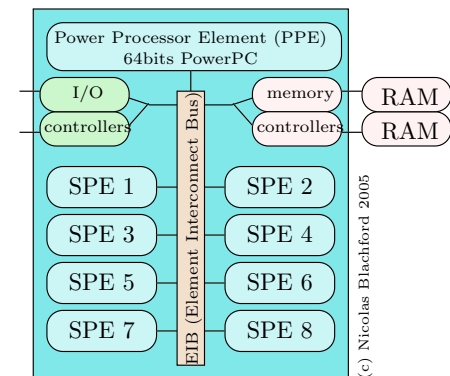 Power Processor Element (PPE)
64bits PowerPC
I/O
controllers
memory
controllers
RAM
RAM
SPE 1
SPE 2
SPE 3
SPE 4
SPE 5
SPE 6
SPE 7
SPE 8
EIB (Element Interconnect Bus)
(c) Nicolas Blachford 2005